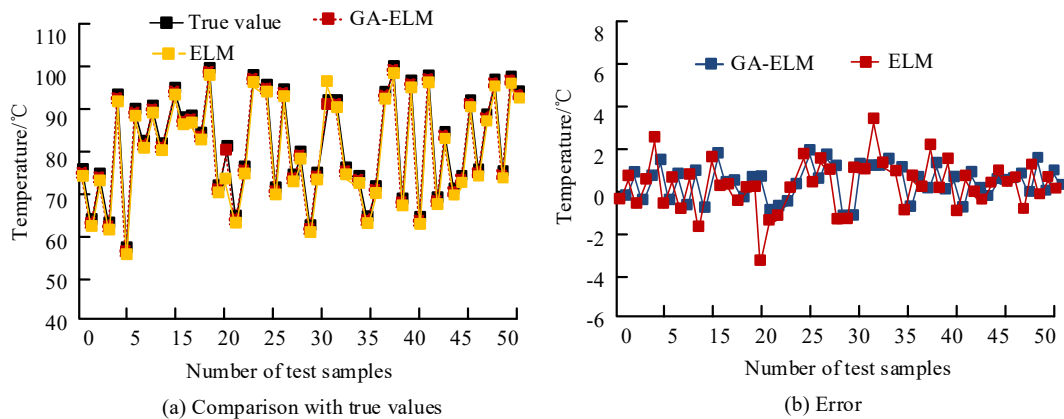 110
100
90
80
70
60
50
40
Temperature/℃
True value
GA-ELM
ELM
0 5 10 15 20 25 30 35 40 45 50
Number of test samples
(a) Comparison with true values
8
6
4
2
0
-2
-4
-6
Temperature/℃
GA-ELM
ELM
0 5 10 15 20 25 30 35 40 45 50
Number of test samples
(b) Error